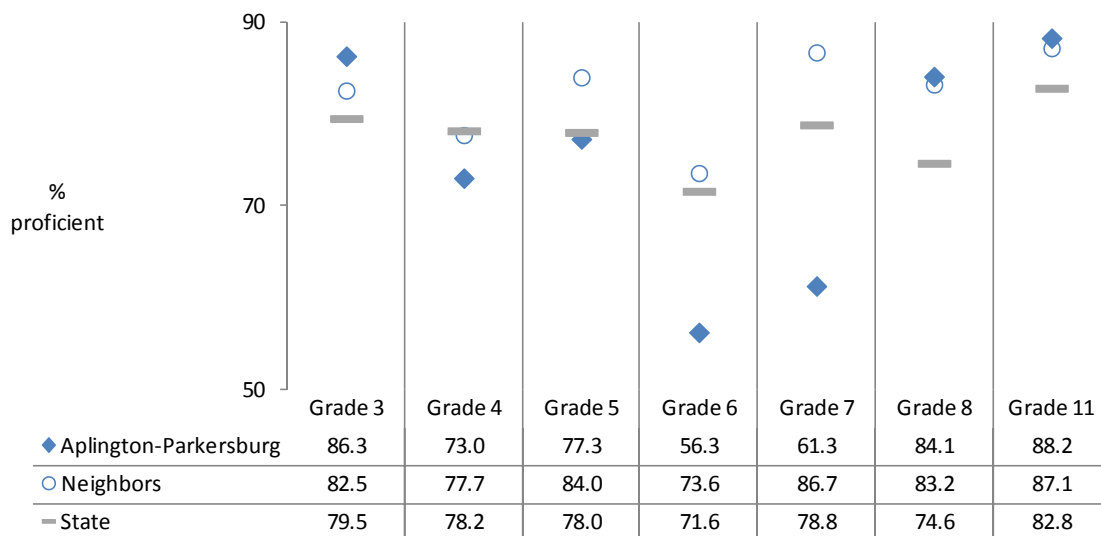 90
%
proficient
70
50
Grade 3 Grade 4 Grade 5 Grade 6 Grade 7 Grade 8 Grade 11
Aplington-Parkersburg 86.3 73.0 77.3 56.3 61.3 84.1 88.2
Neighbors 82.5 77.7 84.0 73.6 86.7 83.2 87.1
State 79.5 78.2 78.0 71.6 78.8 74.6 82.8